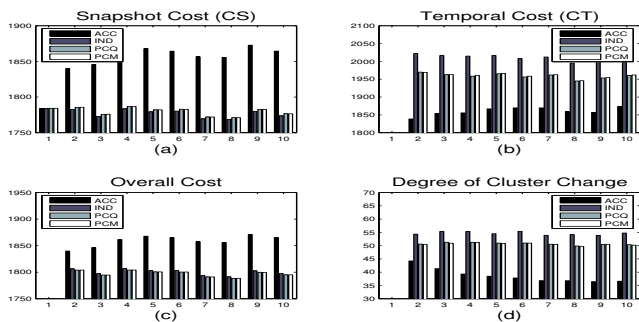 Snapshot Cost (CS)
1900
1850
1800
1750
ACC
IND
PCQ
PCM
1 2 3 4 5 6 7 8 9 10
(a)
Temporal Cost (CT)
2100
2050
2000
1950
1900
1850
1800
ACC
IND
PCQ
PCM
1 2 3 4 5 6 7 8 9 10
(b)
Overall Cost
1950
1900
1850
1800
1750
ACC
IND
PCQ
PCM
1 2 3 4 5 6 7 8 9 10
(c)
Degree of Cluster Change
70
65
60
55
50
45
40
35
30
ACC
IND
PCQ
PCM
1 2 3 4 5 6 7 8 9 10
(d)